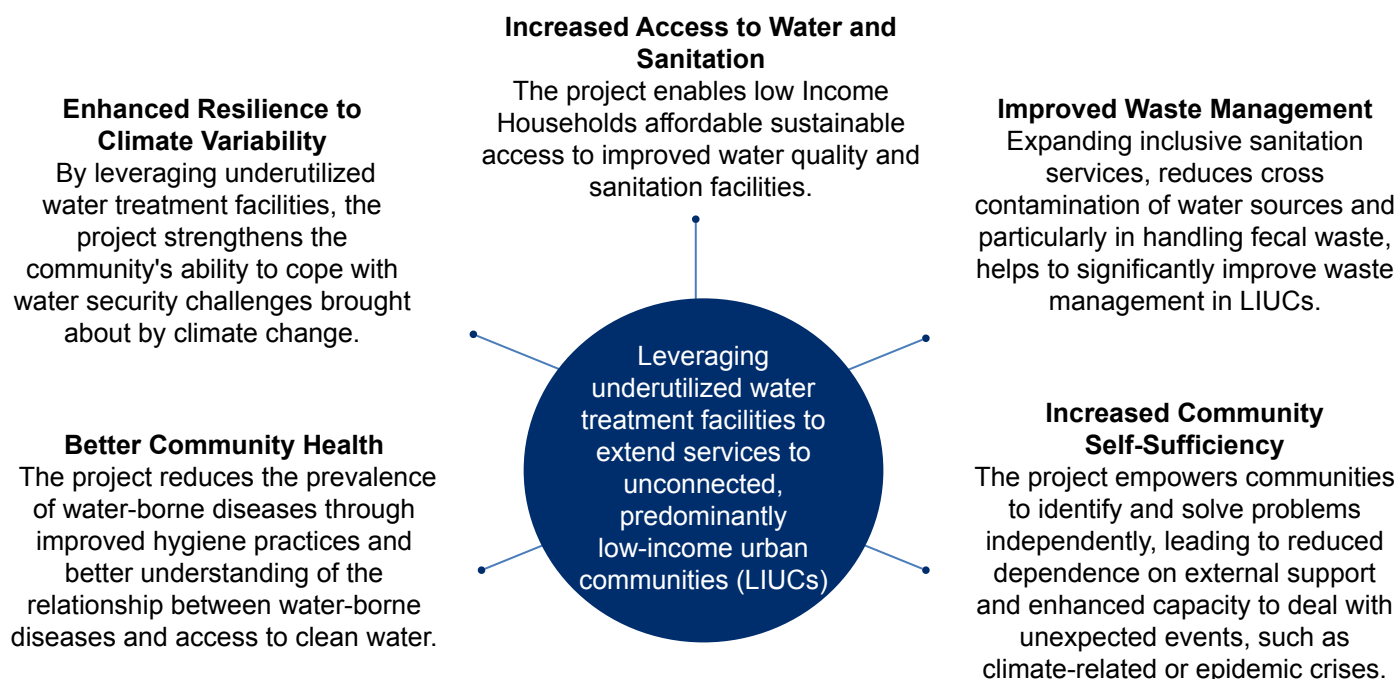 Increased Access to Water and
Sanitation
The project enables low Income
Households affordable sustainable
access to improved water quality and
sanitation facilities.
Enhanced Resilience to
Climate Variability
By leveraging underutilized
water treatment facilities, the
project strengthens the
community's ability to cope with
water security challenges brought
about by climate change.
Improved Waste Management
Expanding inclusive sanitation
services, reduces cross
contamination of water sources and
particularly in handling fecal waste,
helps to significantly improve waste
management in LIUCs.
Leveraging
underutilized water
treatment facilities to
extend services to
unconnected,
predominantly
low-income urban
communities (LIUCs)
Better Community Health
The project reduces the prevalence
of water-borne diseases through
improved hygiene practices and
better understanding of the
relationship between water-borne
diseases and access to clean water.
Increased Community
Self-Sufficiency
The project empowers communities
to identify and solve problems
independently, leading to reduced
dependence on external support
and enhanced capacity to deal with
unexpected events, such as
climate-related or epidemic crises.